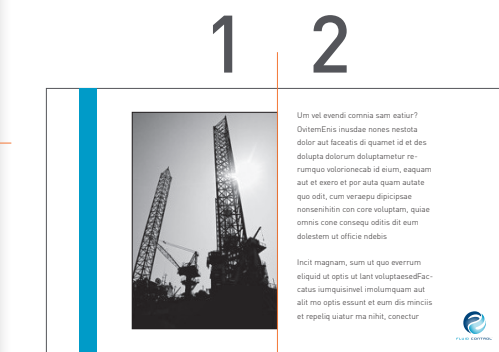 1 2
Um vel evendi comnia sam eatiur?
OvitemEnis inusdae nones nestota
dolor aut faceatis di quamet id et des
dolupta dolorum doluptametur re-
rumquo volorionecab id eium, eaquam
aut et exero et por auta quam autate
quo odit, cum veraepu dipicipsae
nonsenihitin con core voluptam, quiae
omnis cone consequ oditis dit eum
dolestem ut officie ndebis
Incit magnam, sum ut quo everrum
eliquid ut optis ut lant voluptaesedFac-
catus iumquisinvel imolumquam aut
alit mo optis essunt et eum dis minciis
et repeliq uiatur ma nihit, conectur
FLOW CONTROL